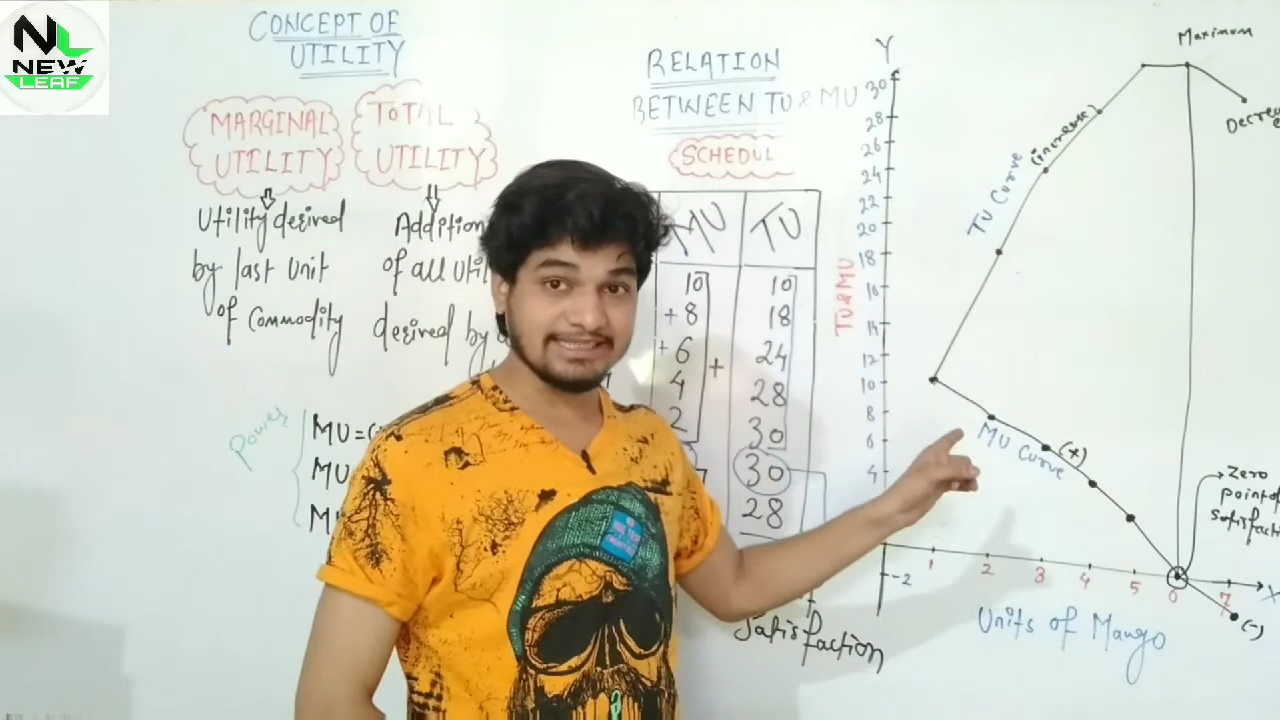 NL
NEW
LEAF
CONCEPT OF
UTILITY
MARGINAL
UTILITY
Utility derived
by last Unit
of Commodity
TOTAL
UTILITY
Addition
of all
derived by
Power
MU =
MU
RELATION
BETWEEN TU & MU
SCHEDUL
MU TU
10 10
+8 18
+6 24
4 28
2 30
30
28
+
Satisfaction
Y
30
28
26
24
22
20
18
16
14
12
10
8
6
4
-2
TU & MU
TU Curve
(increase)
Maximum
MU Curve
(+)
Zero
point of
(-)
1 2 3 4 5 6 7 X
Units of Mango